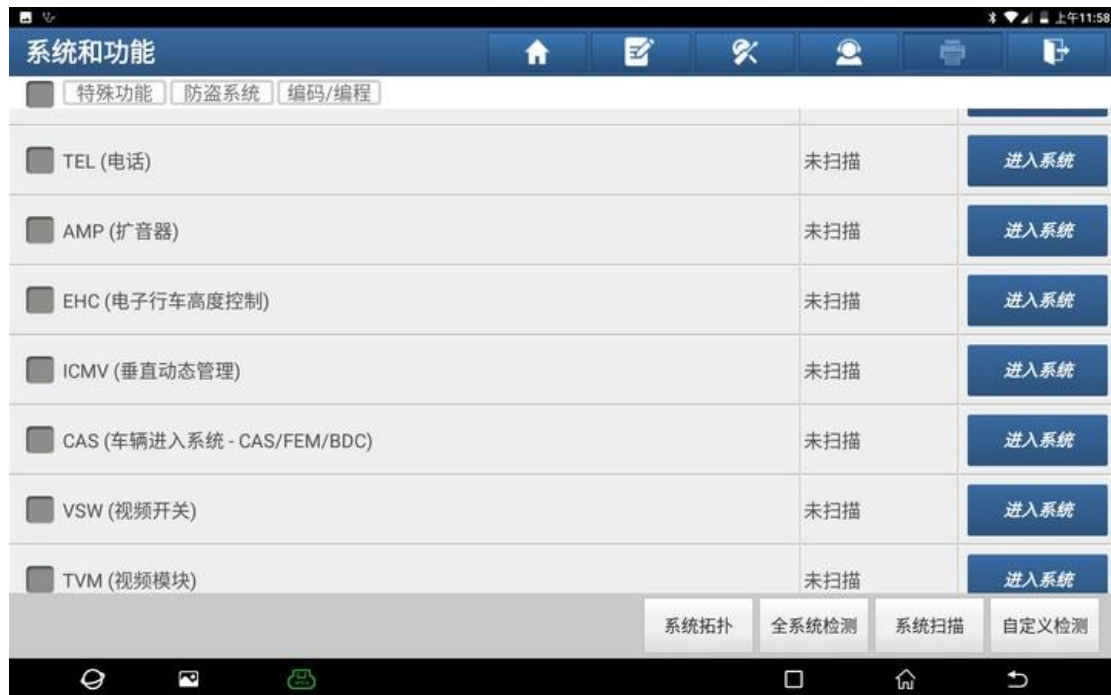 上午11:58
系统和功能
特殊功能 防盗系统 编码/编程
TEL (电话) 未扫描 进入系统
AMP (扩音器) 未扫描 进入系统
EHC (电子行车高度控制) 未扫描 进入系统
ICMV (垂直动态管理) 未扫描 进入系统
CAS (车辆进入系统 - CAS/FEM/BDC) 未扫描 进入系统
VSW (视频开关) 未扫描 进入系统
TVM (视频模块) 未扫描 进入系统
系统拓扑 全系统检测 系统扫描 自定义检测